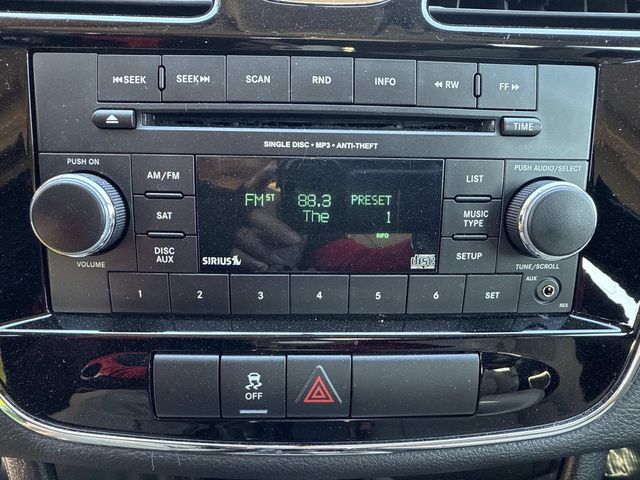 SEEK SEEK SCAN RND INFO RW FF
TIME
SINGLE DISC • MP3 • ANTI-THEFT
PUSH ON
PUSH AUDIO/SELECT
AM/FM
LIST
SAT
MUSIC
TYPE
DISC
AUX
SETUP
FM ST 88.3 PRESET
The 1
INFO
SIRIUS
disc
VOLUME
TUNE/SCROLL
1 2 3 4 5 6 SET
AUX
RES.
OFF